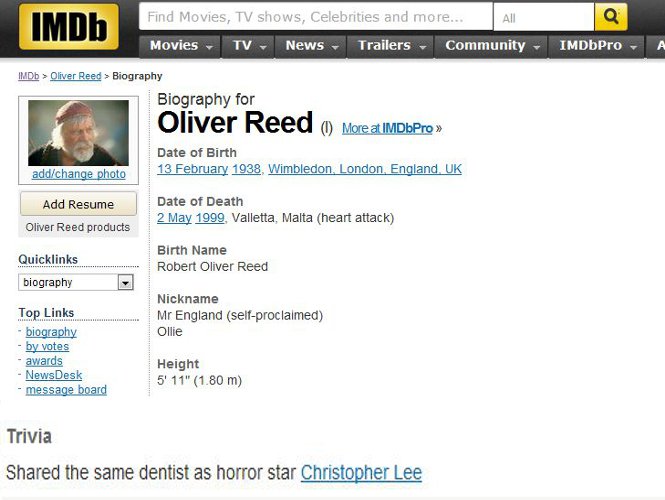 IMDb
Find Movies, TV shows, Celebrities and more... All
Movies TV News Trailers Community IMDbPro A
IMDb > Oliver Reed > Biography
Biography for
Oliver Reed (I) More at IMDbPro »
add/change photo
Add Resume
Oliver Reed products
Quicklinks
biography
Top Links
- biography
- by votes
- awards
- NewsDesk
- message board
Date of Birth
13 February 1938, Wimbledon, London, England, UK
Date of Death
2 May 1999, Valletta, Malta (heart attack)
Birth Name
Robert Oliver Reed
Nickname
Mr England (self-proclaimed)
Ollie
Height
5' 11" (1.80 m)
Trivia
Shared the same dentist as horror star Christopher Lee